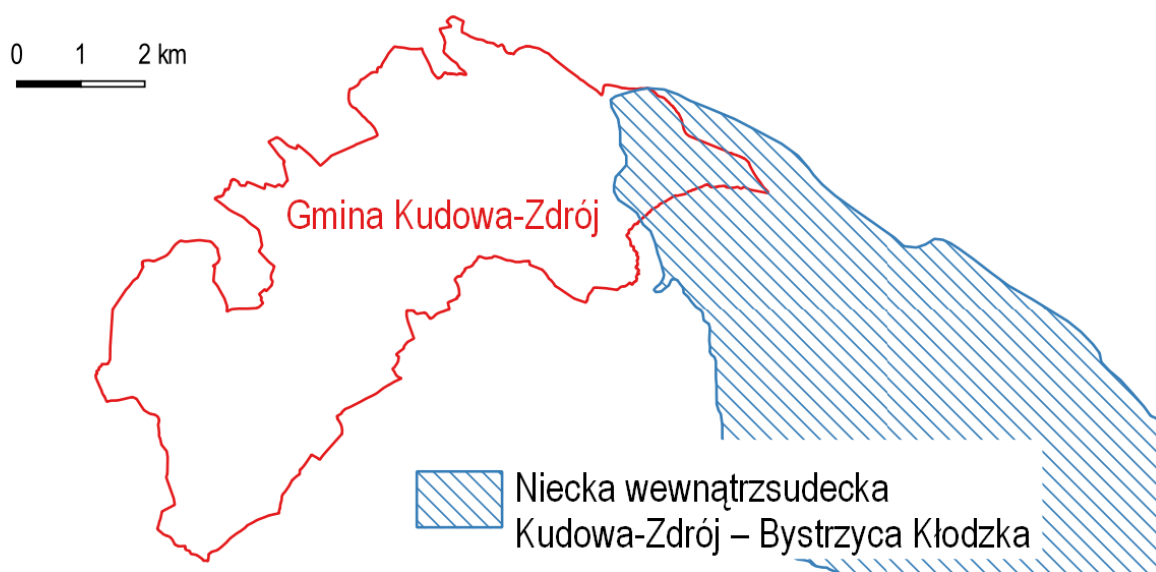 0 1 2 km
Gmina Kudowa-Zdrój
Niecka wewnątrzsudecka
Kudowa-Zdrój – Bystrzyca Kłodzka